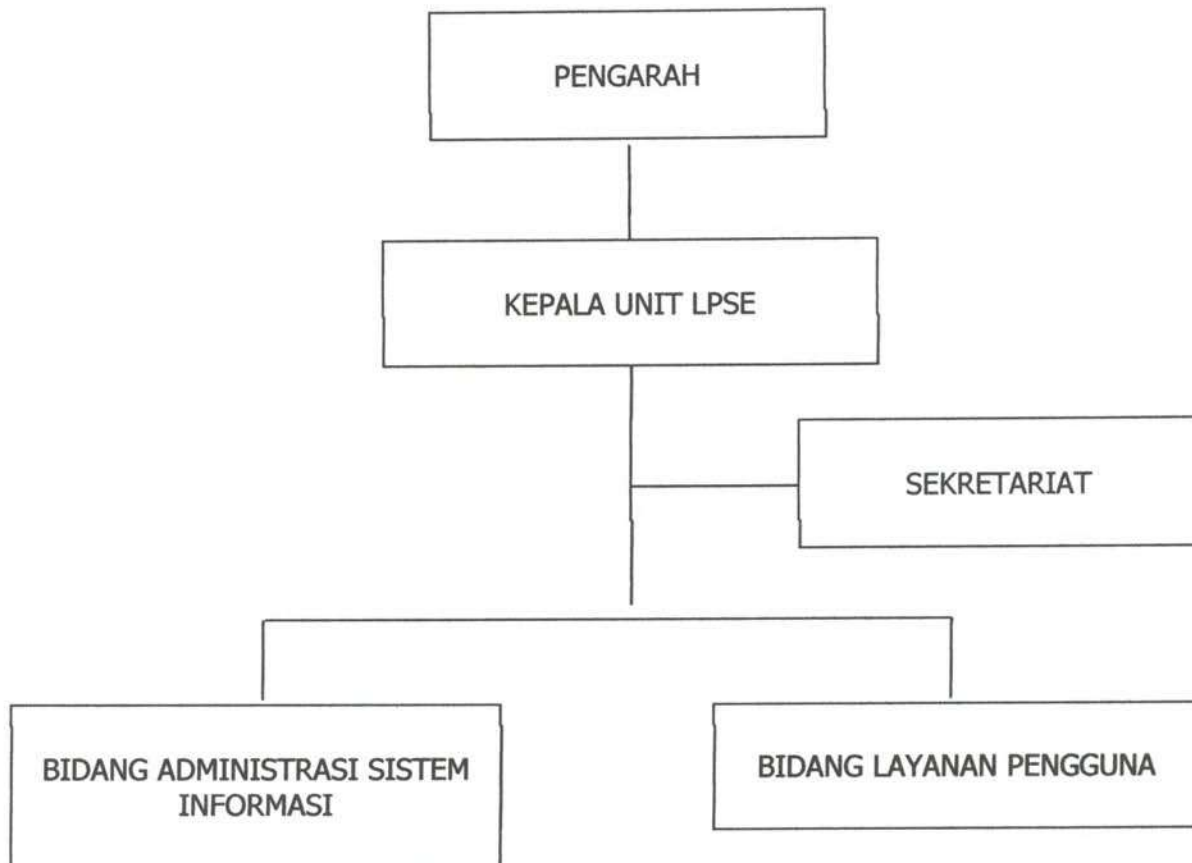 PENGARAH
KEPALA UNIT LPSE
SEKRETARIAT
BIDANG ADMINISTRASI SISTEM
INFORMASI
BIDANG LAYANAN PENGGUNA